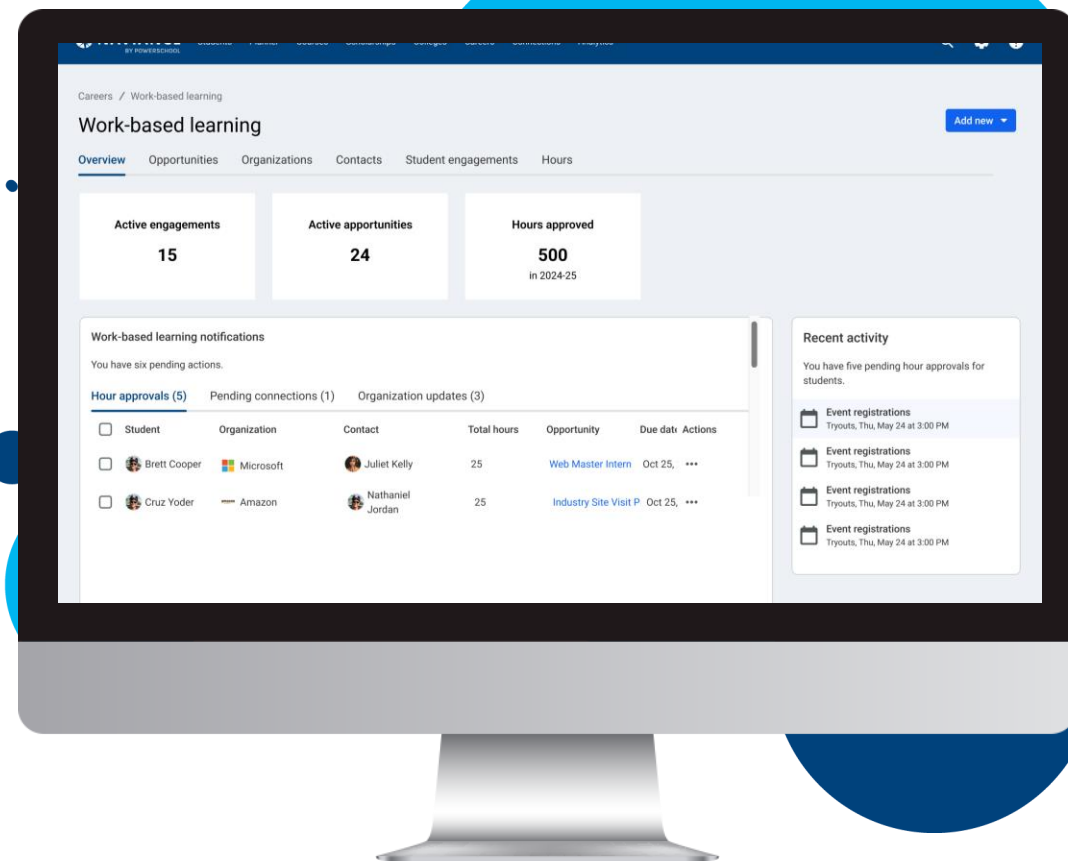 BY POWERSCHOOL
Careers / Work-based learning
Work-based learning
Add new
Overview Opportunities Organizations Contacts Student engagements Hours
Active engagements
15
Active apportunities
24
Hours approved
500
in 2024-25
Work-based learning notifications
You have six pending actions.
Hour approvals (5) Pending connections (1) Organization updates (3)
Student Organization Contact Total hours Opportunity Due date Actions
Brett Cooper Microsoft Juliet Kelly 25 Web Master Intern Oct 25, •••
Cruz Yoder Amazon Nathaniel Jordan 25 Industry Site Visit P Oct 25, •••
Recent activity
You have five pending hour approvals for
students.
Event registrations
Tryouts, Thu, May 24 at 3:00 PM
Event registrations
Tryouts, Thu, May 24 at 3:00 PM
Event registrations
Tryouts, Thu, May 24 at 3:00 PM
Event registrations
Tryouts, Thu, May 24 at 3:00 PM